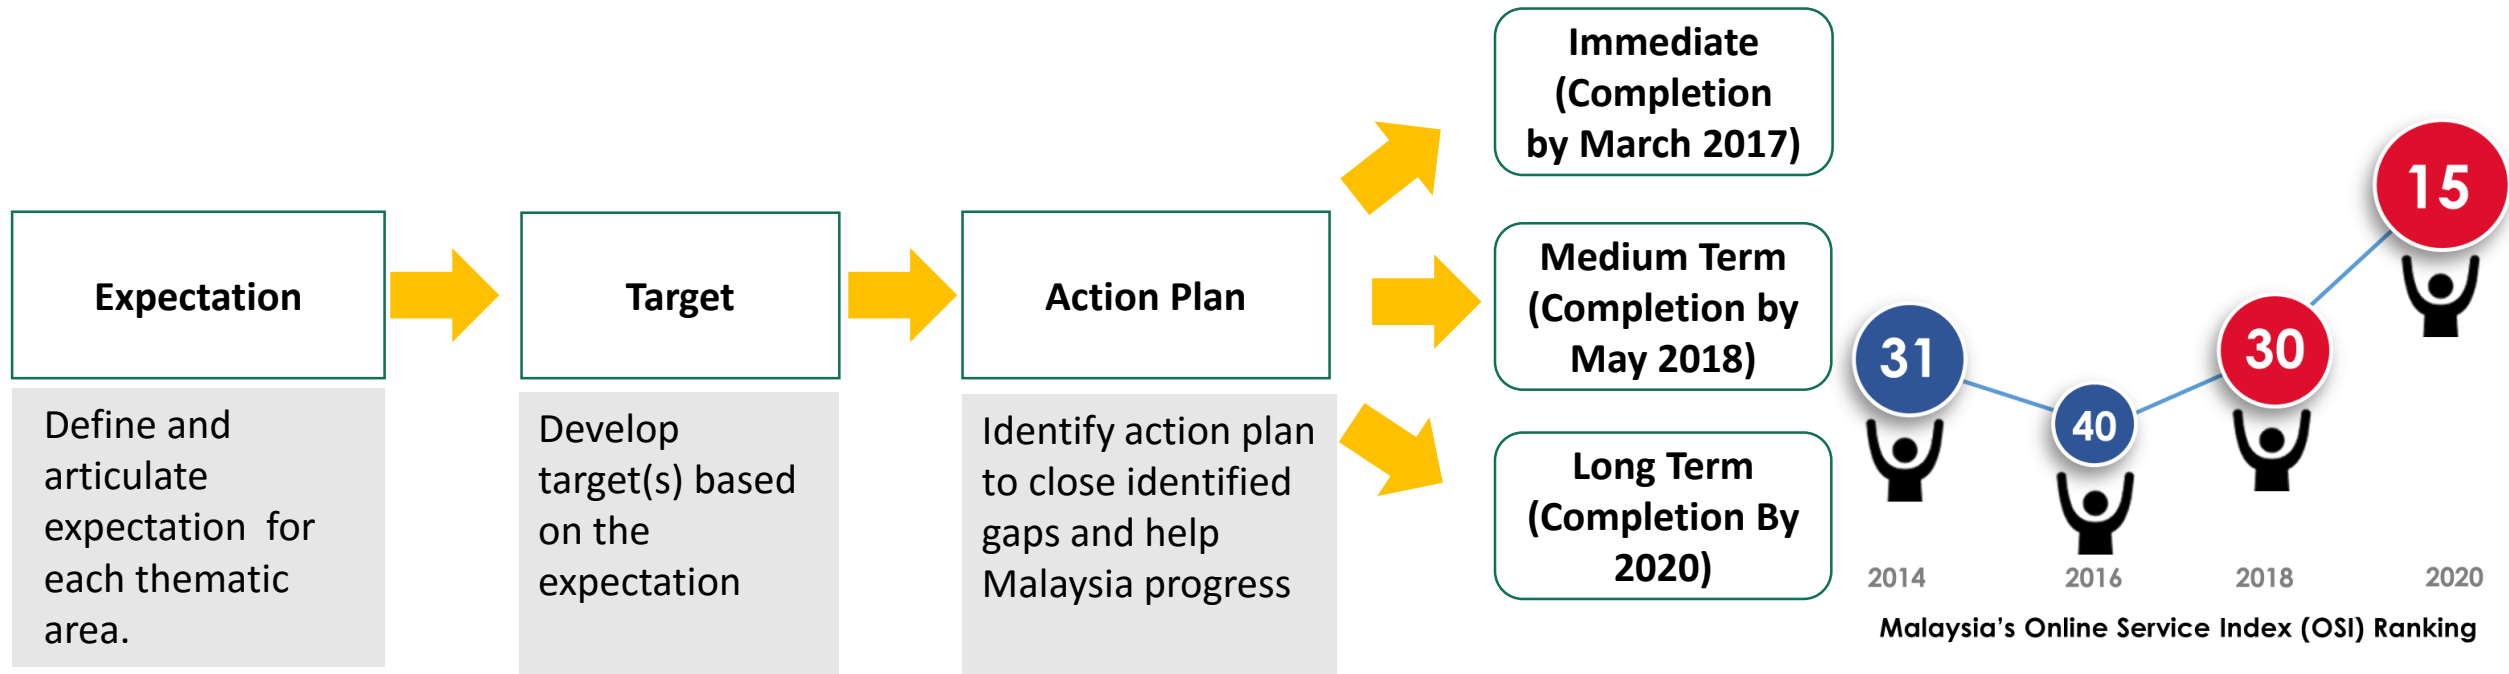 Expectation
Define and
articulate
expectation  for
each thematic
area.
Target
Develop
target(s) based
on the
expectation
Action Plan
Identify action plan
to close identified
gaps and help
Malaysia progress
Immediate
(Completion
by March 2017)
Medium Term
(Completion by
May 2018)
Long Term
(Completion By
2020)
31
40
30
15
2014
2016
2018
2020
Malaysia’s Online Service Index (OSI) Ranking